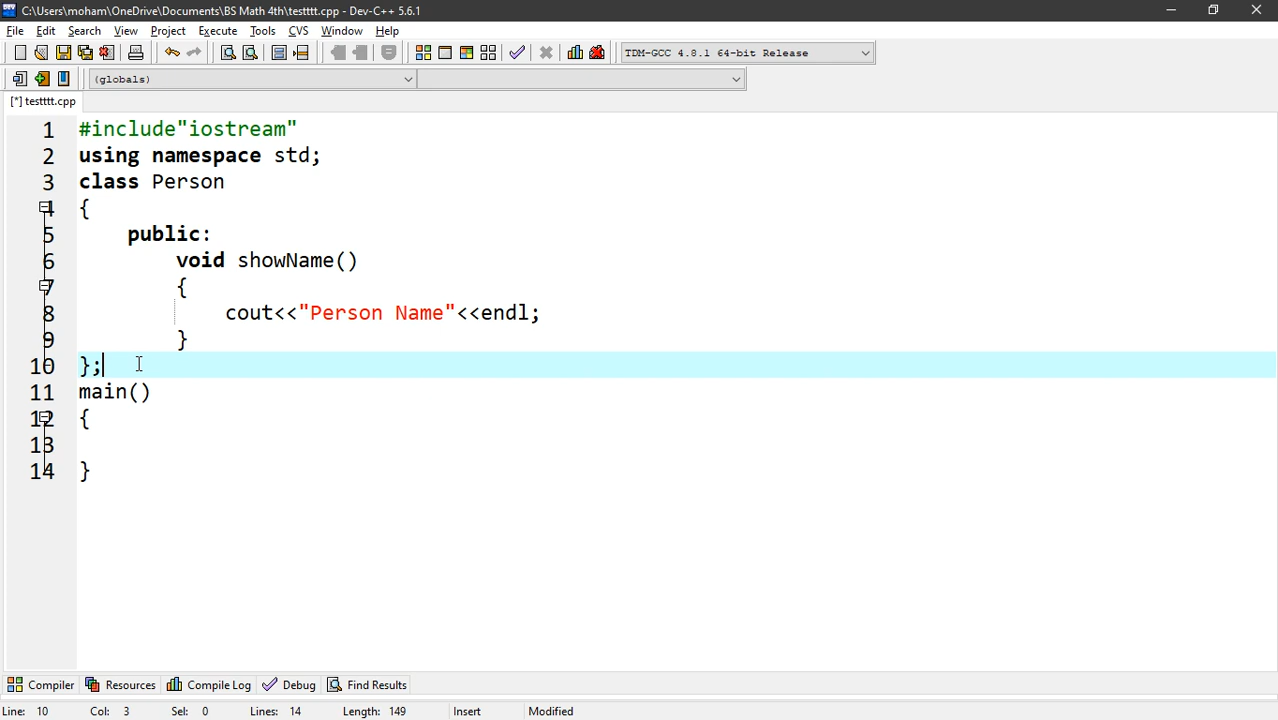 C:\Users\moham\OneDrive\Documents\BS Math 4th\testttt.cpp - Dev-C++ 5.6.1
File Edit Search View Project Execute Tools CVS Window Help
TDM-GCC 4.8.1 64-bit Release
(globals)
[*] testttt.cpp
1 #include"iostream"
2 using namespace std;
3 class Person
4 {
5 public:
6 void showName()
7 {
8 cout<<"Person Name"<<endl;
9 }
10 };
11 main()
12 {
13
14 }
Compiler Resources Compile Log Debug Find Results
Line: 10 Col: 3 Sel: 0 Lines: 14 Length: 149 Insert Modified